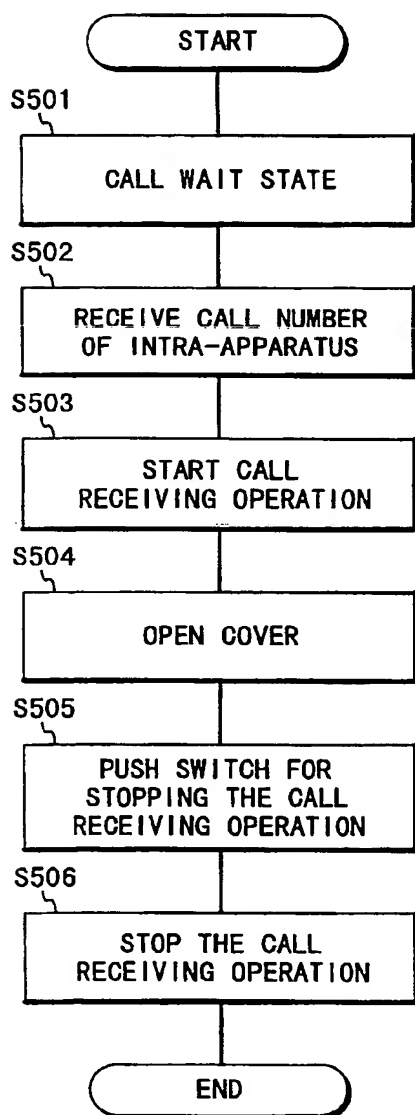 START
S501
CALL WAIT STATE
S502
RECEIVE CALL NUMBER
OF INTRA-APPARATUS
S503
START CALL
RECEIVING OPERATION
S504
OPEN COVER
S505
PUSH SWITCH FOR
STOPPING THE CALL
RECEIVING OPERATION
S506
STOP THE CALL
RECEIVING OPERATION
END